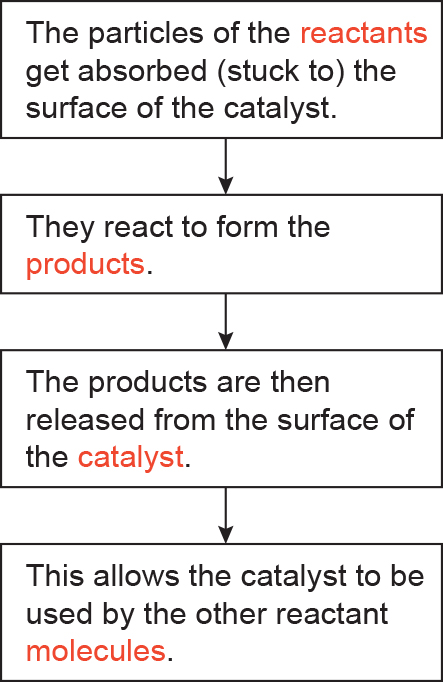 The particles of the reactants
get absorbed (stuck to) the
surface of the catalyst.
They react to form the
products.
The products are then
released from the surface of
the catalyst.
This allows the catalyst to be
used by the other reactant
molecules.